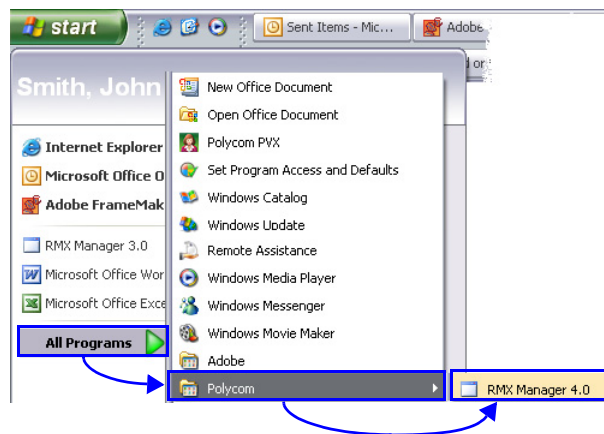 start
Sent Items - Mic...
Adobe
Smith, John
New Office Document
Open Office Document
Polycom PVX
Set Program Access and Defaults
Windows Catalog
Windows Update
Remote Assistance
Windows Media Player
Windows Messenger
Windows Movie Maker
Adobe
Polycom
Internet Explorer
Microsoft Office O
Adobe FrameMak
RMX Manager 3.0
Microsoft Office Wor
Microsoft Office Exce
All Programs
RMX Manager 4.0